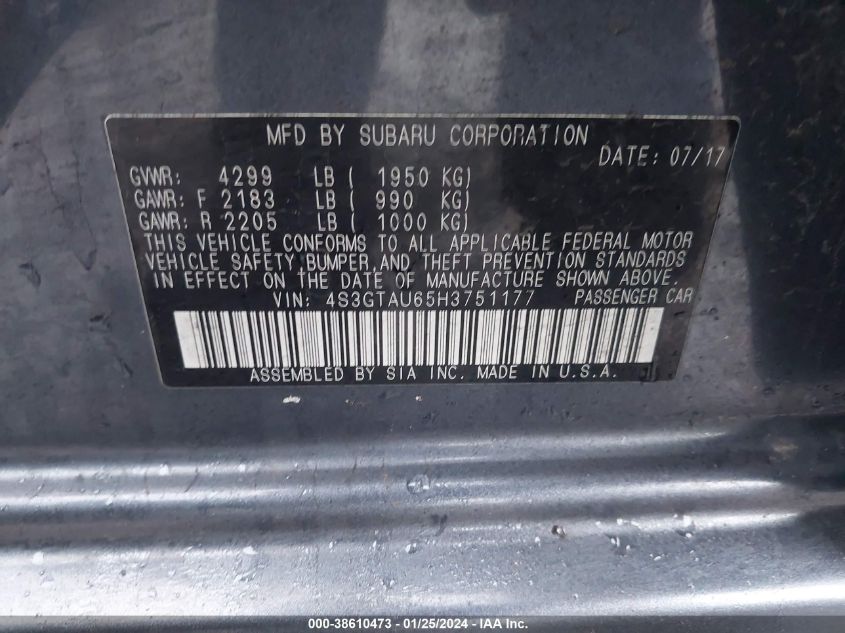 MFD BY SUBARU CORPORATION
DATE: 07/17
GVWR: 4299 LB ( 1950 KG)
GAWR: F 2183 LB ( 990 KG)
GAWR: R 2205 LB ( 1000 KG)
THIS VEHICLE CONFORMS TO ALL APPLICABLE FEDERAL MOTOR
VEHICLE SAFETY,BUMPER,AND THEFT PREVENTION STANDARDS
IN EFFECT ON THE DATE OF MANUFACTURE SHOWN ABOVE.
VIN: 4S3GTAU65H3751177 PASSENGER CAR
ASSEMBLED BY SIA INC. MADE IN U.S.A.
000-38610473 - 01/25/2024 - IAA Inc.